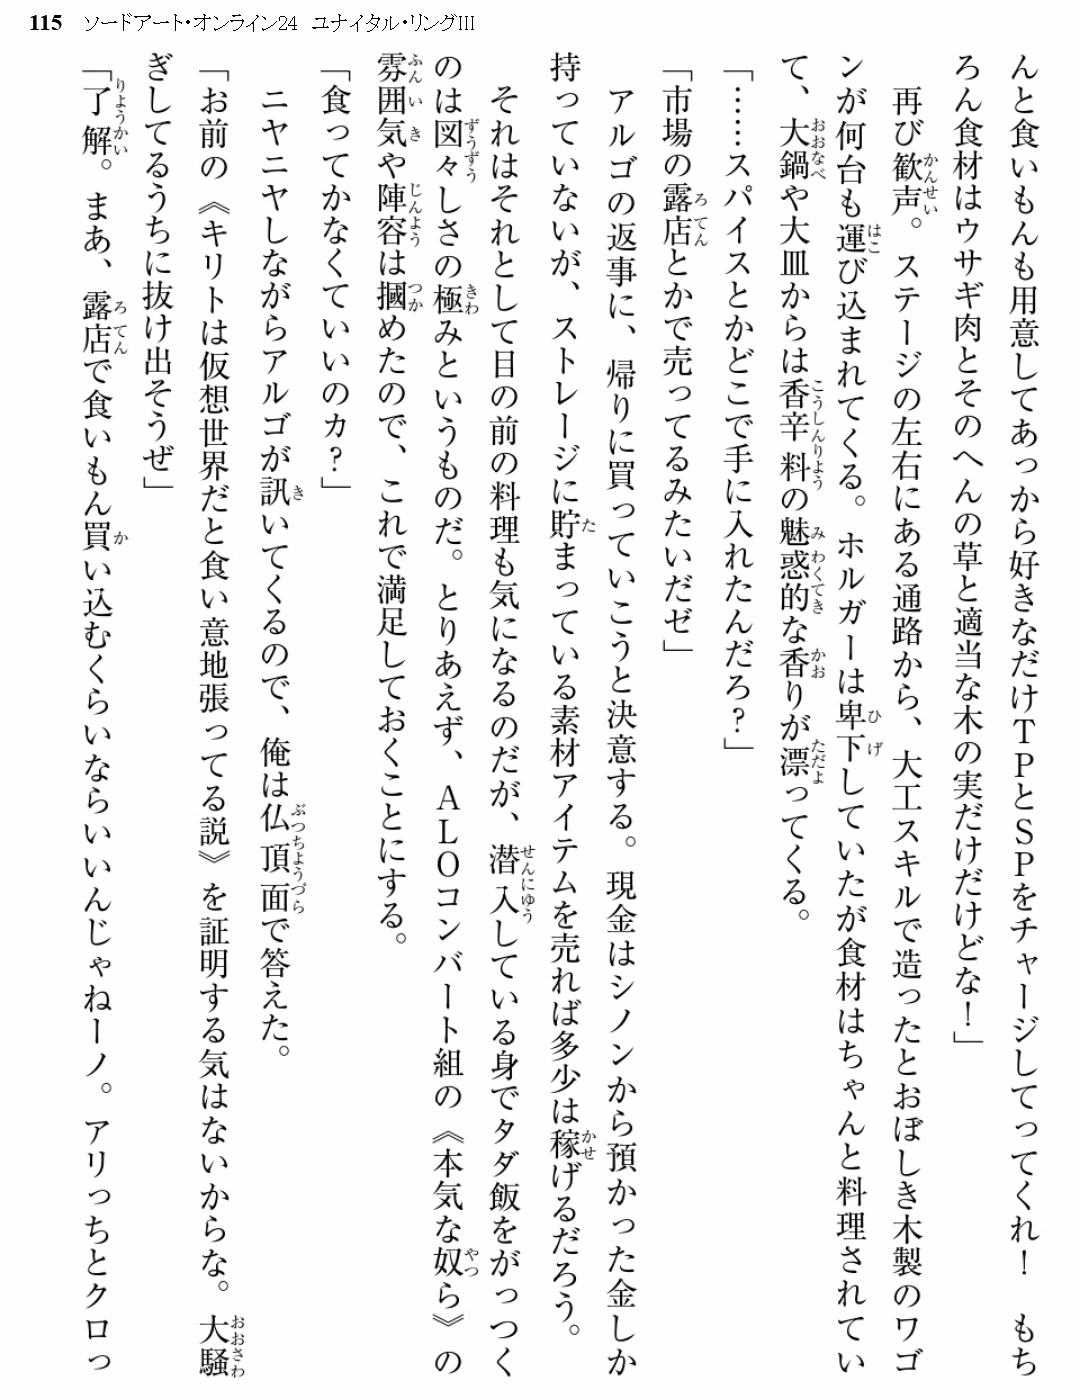 115 ソードアート・オンライン24 ユナイタル・リングIII
んと食いもんも用意してあっから好きなだけTPとSPをチャージしてってくれ！　もち
ろん食材はウサギ肉とそのへんの草と適当な木の実だけだけどな！」
　再び歓声。ステージの左右にある通路から、大工スキルで造ったとおぼしき木製のワゴ
ンが何台も運び込まれてくる。ホルガーは卑下していたが食材はちゃんと料理されてい
て、大鍋や大皿からは香辛料の魅惑的な香りが漂ってくる。
「……スパイスとかどこで手に入れたんだろ？」
「市場の露店とかで売ってるみたいだゼ」
　アルゴの返事に、帰りに買っていこうと決意する。現金はシノンから預かった金しか
持っていないが、ストレージに貯まっている素材アイテムを売れば多少は稼げるだろう。
　それはそれとして目の前の料理も気になるのだが、潜入している身でタダ飯をがっつく
のは図々しさの極みというものだ。とりあえず、ALOコンバート組の《本気な奴ら》の
雰囲気や陣容は摑めたので、これで満足しておくことにする。
「食ってかなくていいのカ？」
　ニヤニヤしながらアルゴが訊いてくるので、俺は仏頂面で答えた。
「お前の《キリトは仮想世界だと食い意地張ってる説》を証明する気はないからな。大騒
ぎしてるうちに抜け出そうぜ」
「了解。まあ、露店で食いもん買い込むくらいならいいんじゃねーノ。アリっちとクロっ